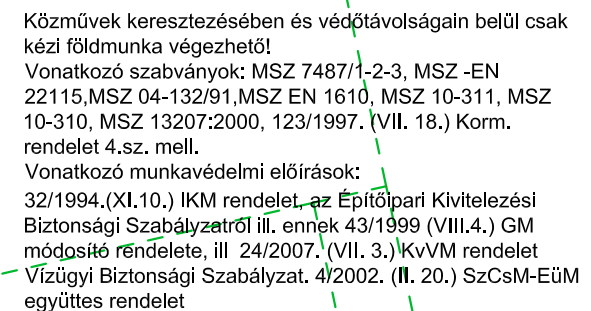 Közművek keresztezésében és védőtávolságain belül csak
kézi földmunka végezhető!
Vonatkozó szabványok: MSZ 7487/1-2-3, MSZ -EN
22115,MSZ 04-132/91,MSZ EN 1610, MSZ 10-311, MSZ
10-310, MSZ 13207:2000, 123/1997. (VII. 18.) Korm.
rendelet 4.sz. mell.
Vonatkozó munkavédelmi előírások:
32/1994.(XI.10.) IKM rendelet, az Építőipari Kivitelezési
Biztonsági Szabályzatról ill. ennek 43/1999 (VIII.4.) GM
módosító rendelete, ill 24/2007. (VII. 3.) KvVM rendelet
Vízügyi Biztonsági Szabályzat. 4/2002. (II. 20.) SzCsM-EüM
együttes rendelet